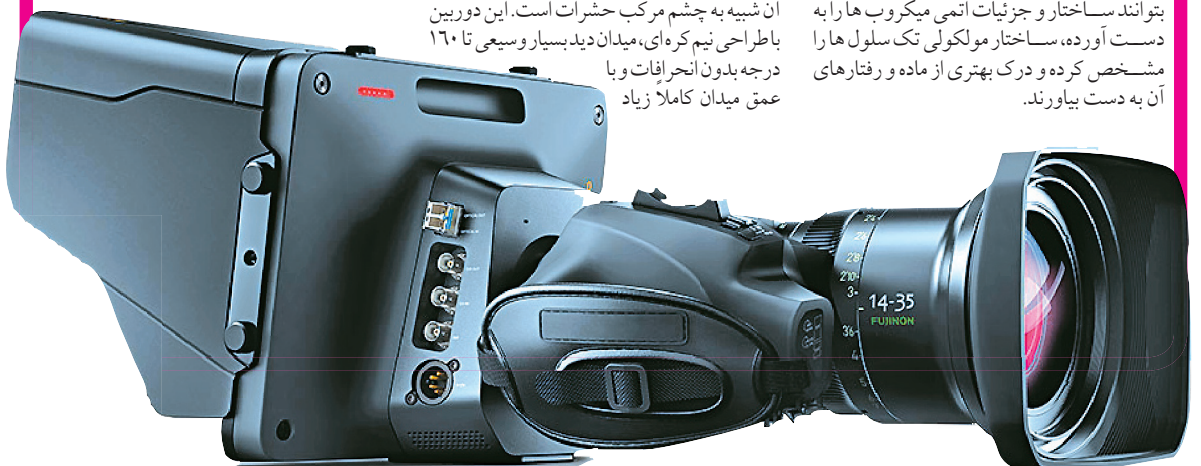 بتوانند ساختار و جزئیات اتمی میکروب ها را به
دست آورده، ساختار مولکولی تک سلول ها را
مشخص کرده و درک بهتری از ماده و رفتارهای
آن به دست بیاورند.
آن شبیه به چشم مرکب حشرات است. این دوربین
با طراحی نیم کره ای، میدان دید بسیار وسیعی تا ۱۶۰
درجه بدون انحرافات و با
عمق میدان کاملاً زیاد
14-35
FUJINON